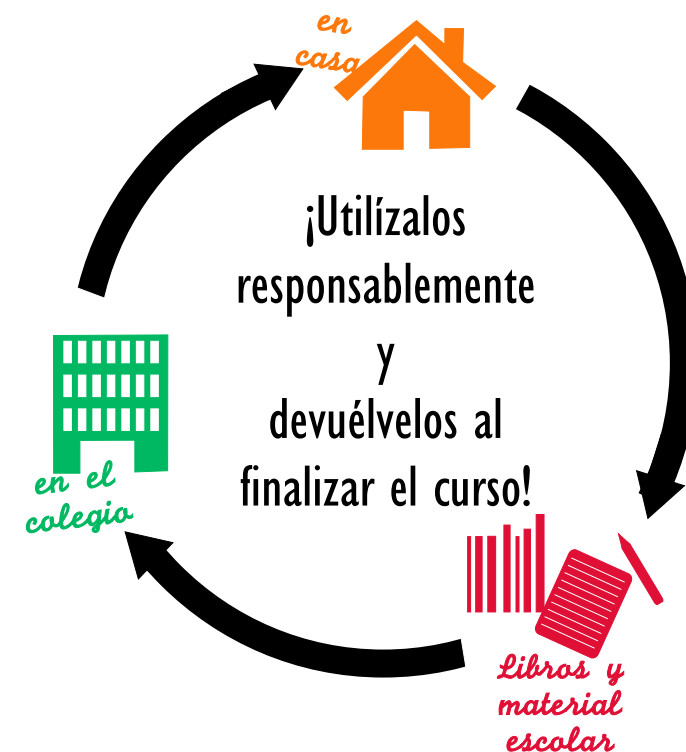 en
casa
¡Utilízalos
responsablemente
y
devuélvelos al
finalizar el curso!
en el
colegio
Libros y
material
escolar